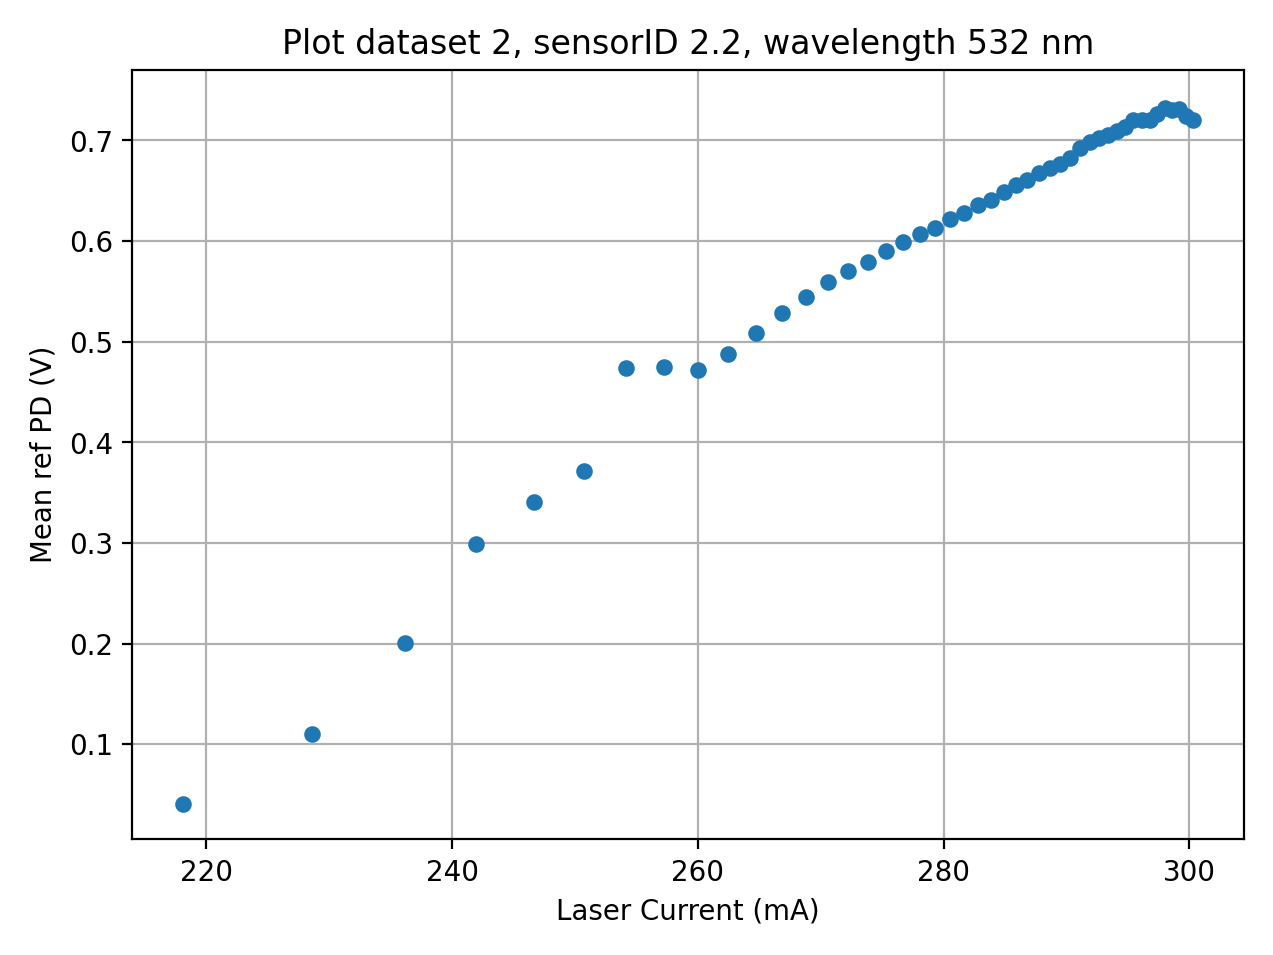 Plot dataset 2, sensorID 2.2, wavelength 532 nm
Mean ref PD (V)
0.7
0.6
0.5
0.4
0.3
0.2
0.1
220 240 260 280 300
Laser Current (mA)